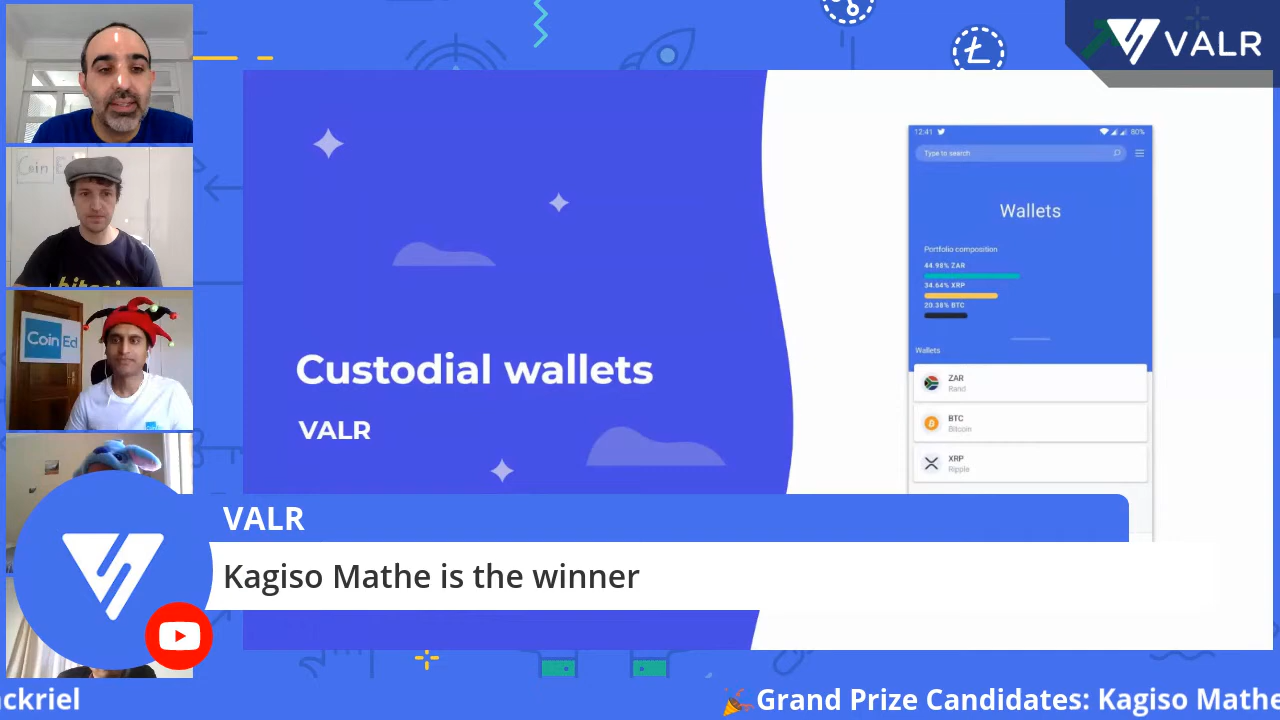 VALR
Coin
bitcoin
CoinEd
Custodial wallets
VALR
12:41
80%
Type to search
Wallets
Portfolio composition
44.98% ZAR
34.64% XRP
20.38% BTC
Wallets
ZAR
Rand
BTC
Bitcoin
XRP
Ripple
VALR
Kagiso Mathe is the winner
ckriel
🎉Grand Prize Candidates: Kagiso Mathe